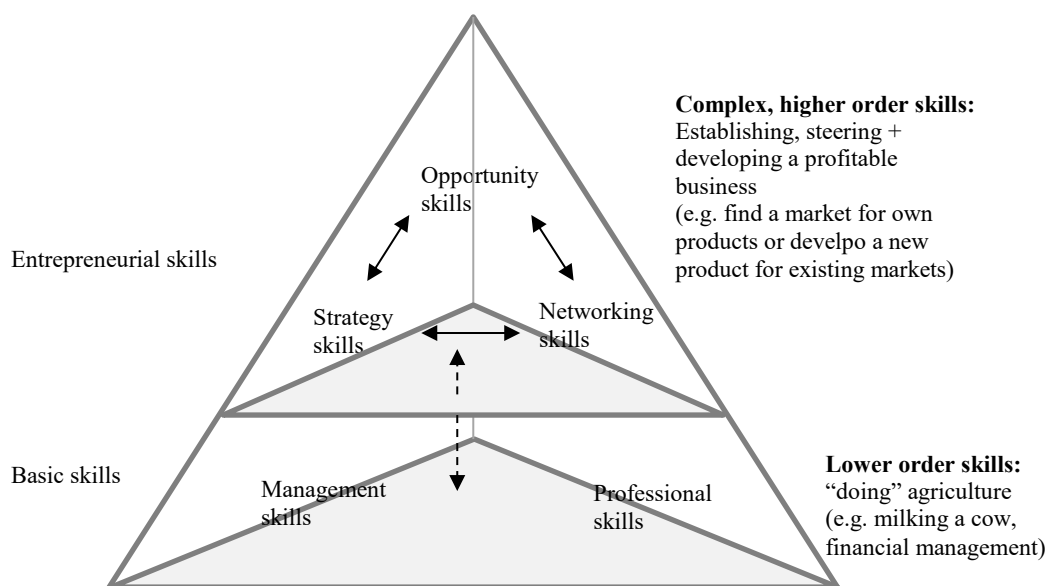 Complex, higher order skills:
Establishing, steering +
developing a profitable
business
(e.g. find a market for own
products or develpo a new
product for existing markets)
Opportunity
skills
Entrepreneurial skills
Strategy
skills
Networking
skills
Basic skills
Management
skills
Professional
skills
Lower order skills:
“doing” agriculture
(e.g. milking a cow,
financial management)